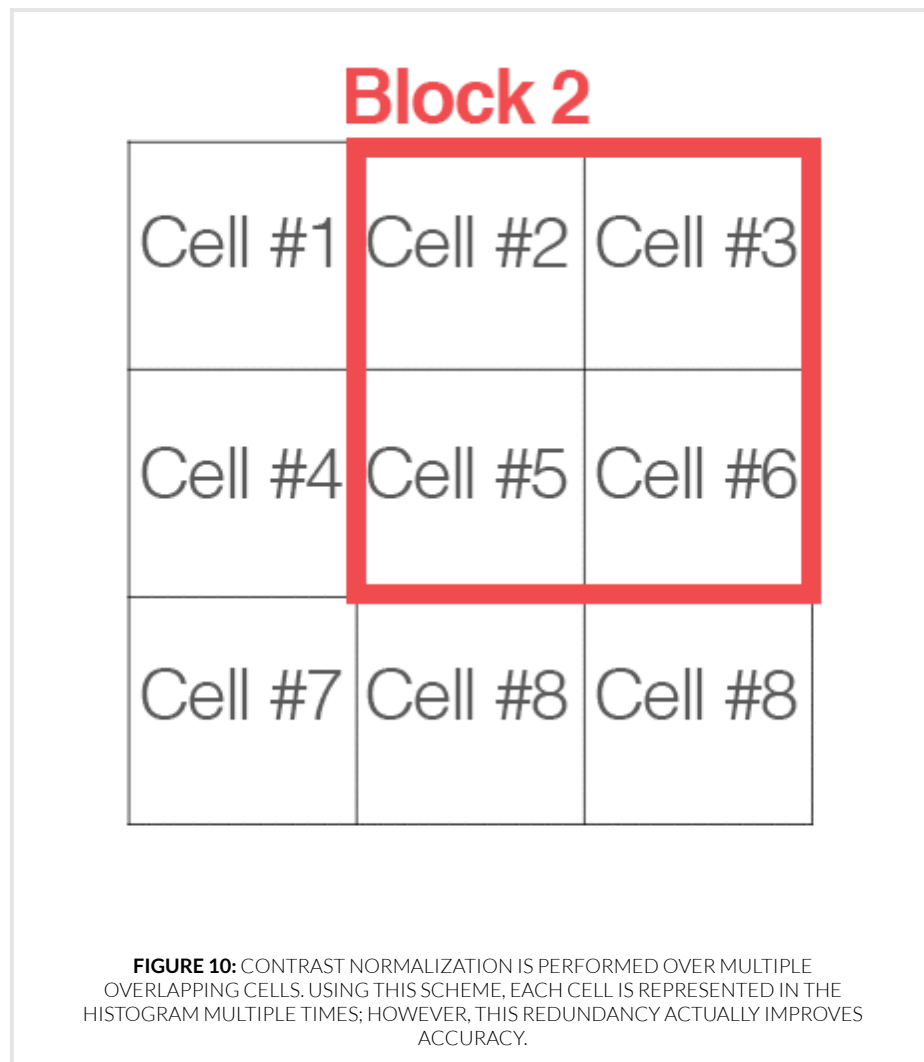 Block 2
Cell #1 Cell #2 Cell #3
Cell #4 Cell #5 Cell #6
Cell #7 Cell #8 Cell #8
FIGURE 10: CONTRAST NORMALIZATION IS PERFORMED OVER MULTIPLE
OVERLAPPING CELLS. USING THIS SCHEME, EACH CELL IS REPRESENTED IN THE
HISTOGRAM MULTIPLE TIMES; HOWEVER, THIS REDUNDANCY ACTUALLY IMPROVES
ACCURACY.